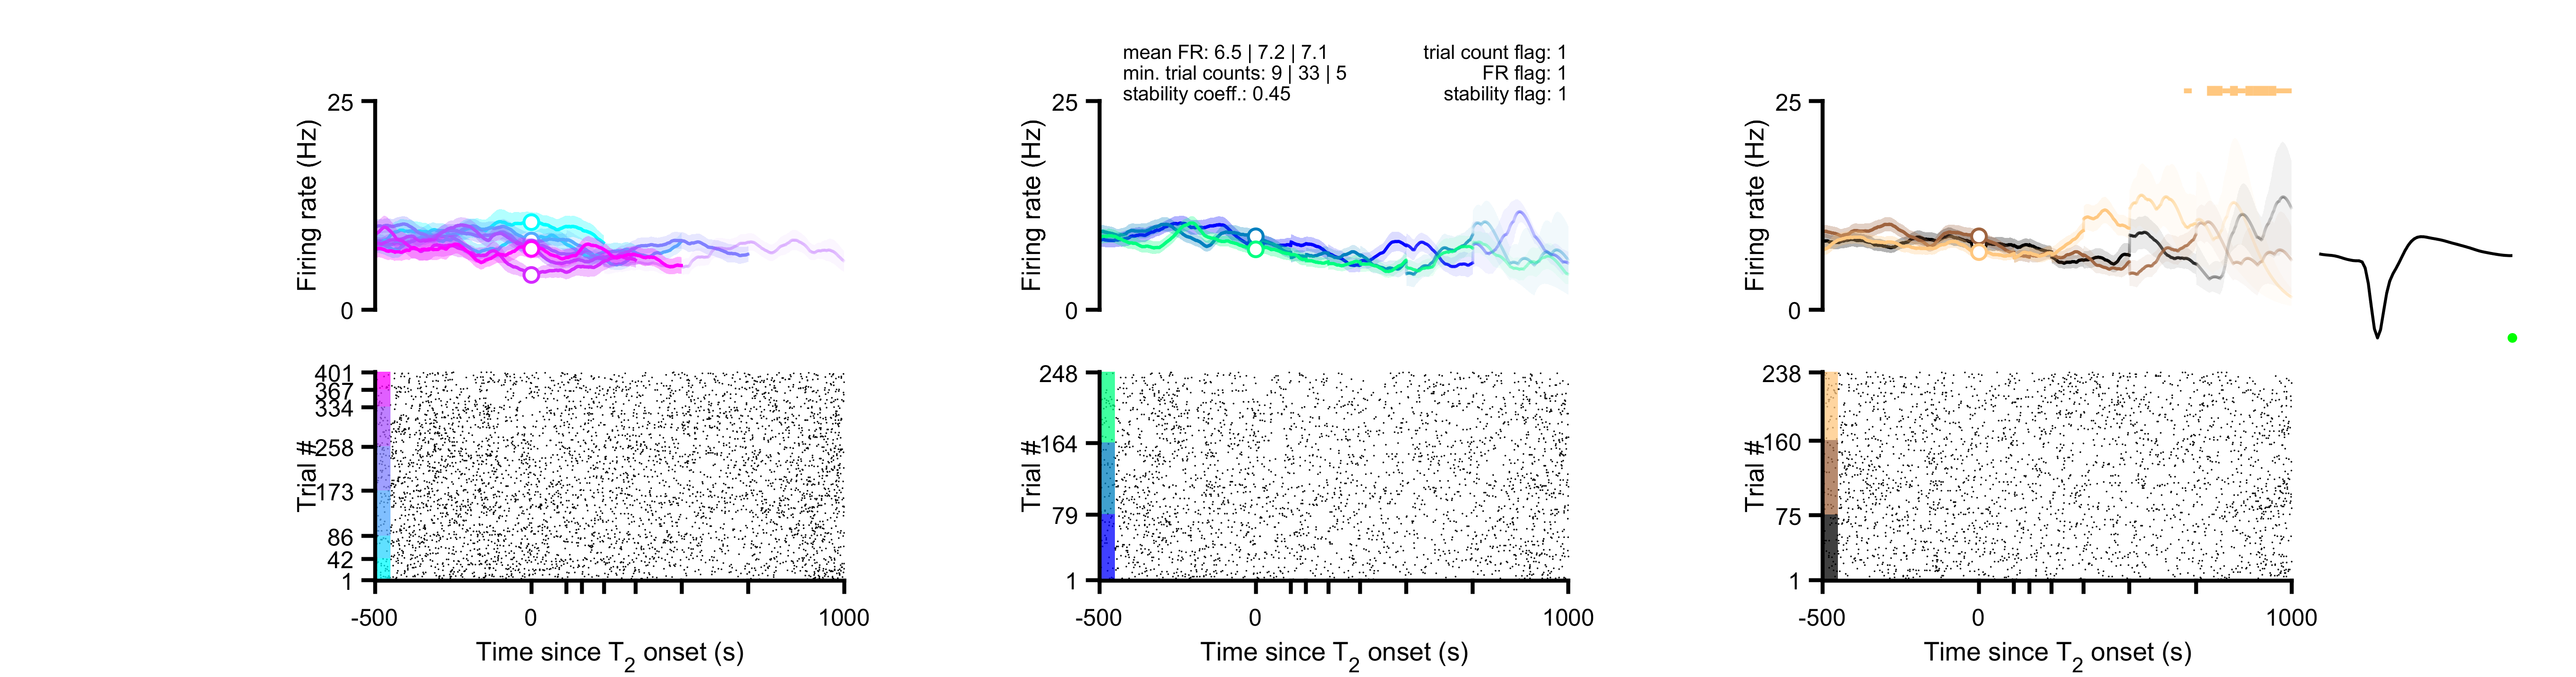 mean FR: 6.5 | 7.2 | 7.1
min. trial counts: 9 | 33 | 5
stability coeff.: 0.45
trial count flag: 1
FR flag: 1
stability flag: 1
25
Firing rate (Hz)
0
401
367
334
258
173
86
42
1
Trial #
-500
0
1000
Time since T2 onset (s)
25
Firing rate (Hz)
0
248
164
79
1
Trial #
-500
0
1000
Time since T2 onset (s)
25
Firing rate (Hz)
0
238
160
75
1
Trial #
-500
0
1000
Time since T2 onset (s)